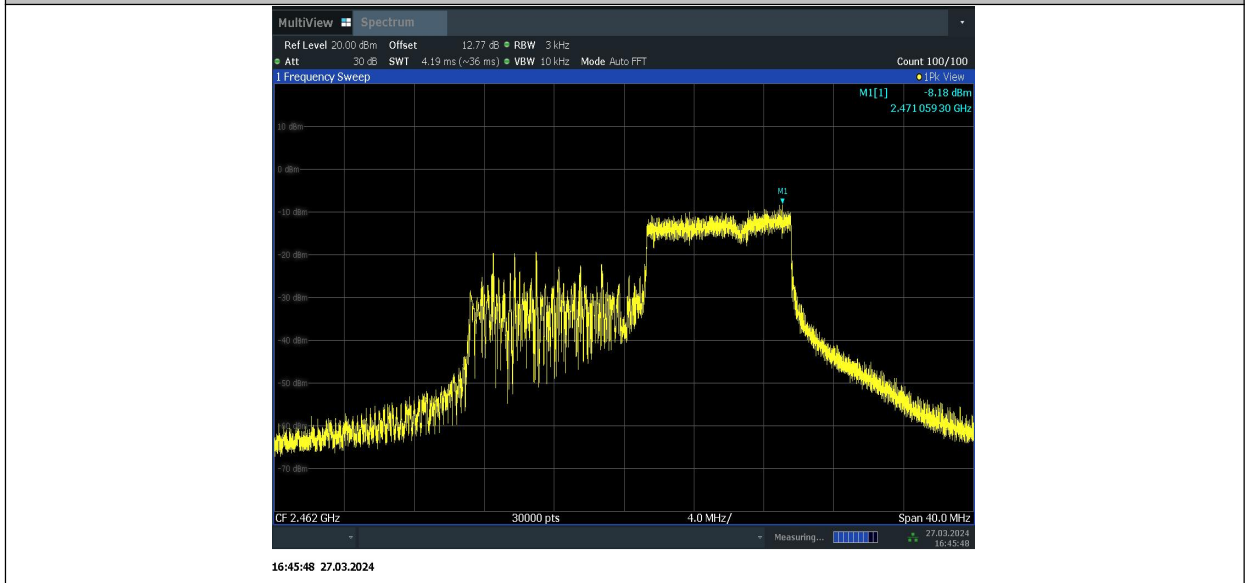 MultiView Spectrum
Ref Level 20.00 dBm Offset 12.77 dB RBW 3 kHz
Att 30 dB SWT 4.19 ms (~36 ms) VBW 10 kHz Mode Auto FFT Count 100/100
1 Frequency Sweep 1Pk View
M1[1] -8.18 dBm
2.47105930 GHz
10 dBm
0 dBm
M1
-10 dBm
-20 dBm
-30 dBm
-40 dBm
-50 dBm
-60 dBm
-70 dBm
CF 2.462 GHz 30000 pts 4.0 MHz/ Span 40.0 MHz
Measuring... 27.03.2024
16:45:48
16:45:48 27.03.2024